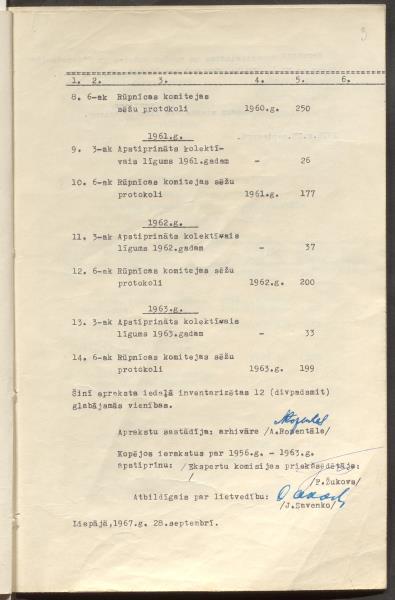 3
1. 2. 3. 4. 5. 6.
8. 6-ak Rūpnīcas komitejas
sēžu protokoli 1960.g. 250
1961.g.
9. 3-ak Apstiprināts kolektī-
vais līgums 1961.gadam - 26
10. 6-ak Rūpnīcas komitejas sēžu
protokoli 1961.g. 177
1962.g.
11. 3-ak Apstiprināts kolektīvais
līgums 1962.gadam - 37
12. 6-ak Rūpnīcas komitejas sēžu
protokoli 1962.g. 200
1963.g.
13. 3-ak Apstiprināts kolektīvais
līgums 1963.gadam - 33
14. 6-ak Rūpnīcas komitejas sēžu
protokoli 1963.g. 199
Šinī apraksta iedaļā inventarizētas 12 (divpadsmit)
glabājamās vienības.
Aprakstu sastādīja: arhivāre /A.Rozentāle/
Kopējos ierakstus par 1956.g. - 1963.g.
apstiprinu: /Ekspertu komisijas priekšsēdētājs:
/ /P.Žukova/
Atbildīgais par lietvedību:
/J.Savenko/
Liepājā,1967.g. 28.septembrī.